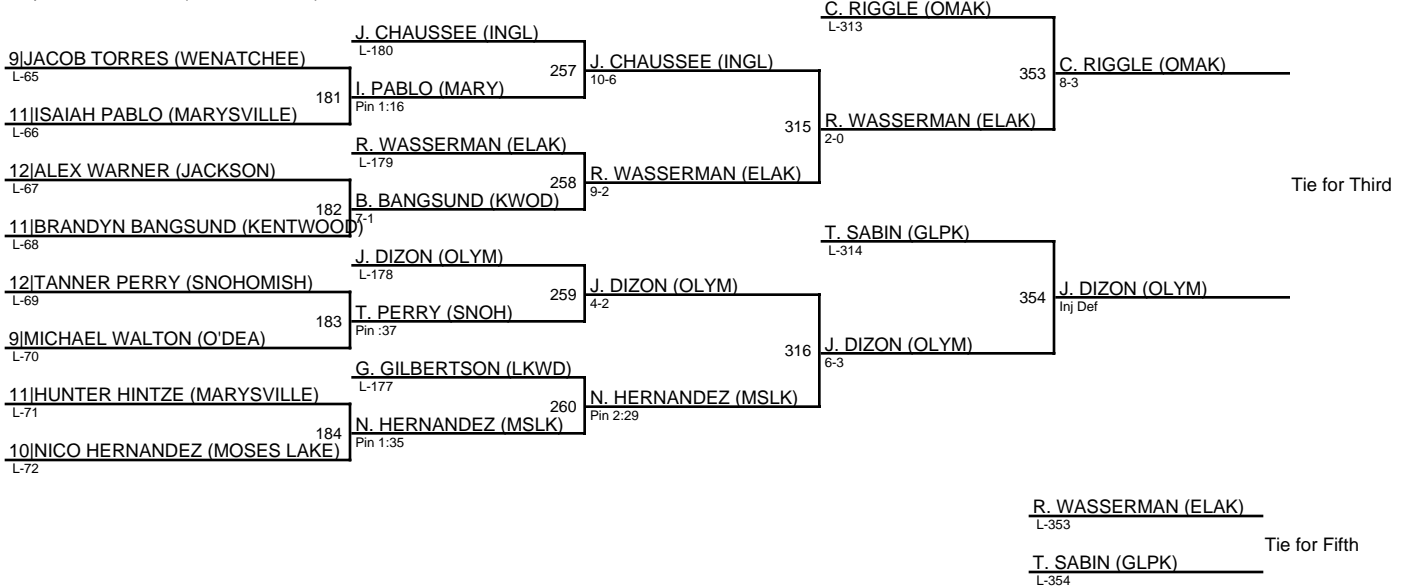 C. RIGGLE (OMAK)
L-313
J. CHAUSSEE (INGL)
L-180
9|JACOB TORRES (WENATCHEE)
L-65
257
J. CHAUSSEE (INGL)
10-6
353
C. RIGGLE (OMAK)
8-3
181
I. PABLO (MARY)
Pin 1:16
11|ISAIAH PABLO (MARYSVILLE)
L-66
315
R. WASSERMAN (ELAK)
2-0
R. WASSERMAN (ELAK)
L-179
12|ALEX WARNER (JACKSON)
L-67
258
R. WASSERMAN (ELAK)
9-2
Tie for Third
182
B. BANGSUND (KWOD)
7-1
11|BRANDYN BANGSUND (KENTWOOD)
L-68
T. SABIN (GLPK)
L-314
J. DIZON (OLYM)
L-178
12|TANNER PERRY (SNOHOMISH)
L-69
259
J. DIZON (OLYM)
4-2
354
J. DIZON (OLYM)
Inj Def
183
T. PERRY (SNOH)
Pin :37
9|MICHAEL WALTON (O'DEA)
L-70
316
J. DIZON (OLYM)
6-3
G. GILBERTSON (LKWD)
L-177
11|HUNTER HINTZE (MARYSVILLE)
L-71
260
N. HERNANDEZ (MSLK)
Pin 2:29
184
N. HERNANDEZ (MSLK)
Pin 1:35
10|NICO HERNANDEZ (MOSES LAKE)
L-72
R. WASSERMAN (ELAK)
L-353
Tie for Fifth
T. SABIN (GLPK)
L-354